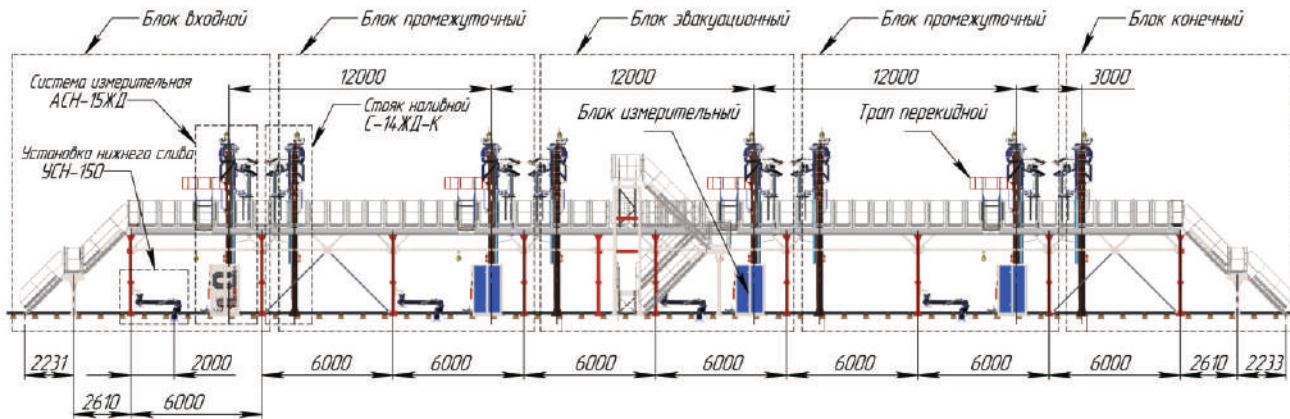 Блок входной
Блок промежуточный
Блок эвакуационный
Блок промежуточный
Блок конечный
12000
12000
12000
3000
Система измерительная
АСН-15ЖД
Стояк наливной
С-14ЖД-К
Блок измерительный
Трап перекидной
Установка нижнего слива
УСН-150
2231
2000
6000
6000
6000
6000
6000
6000
6000
2610
2233
2610
6000